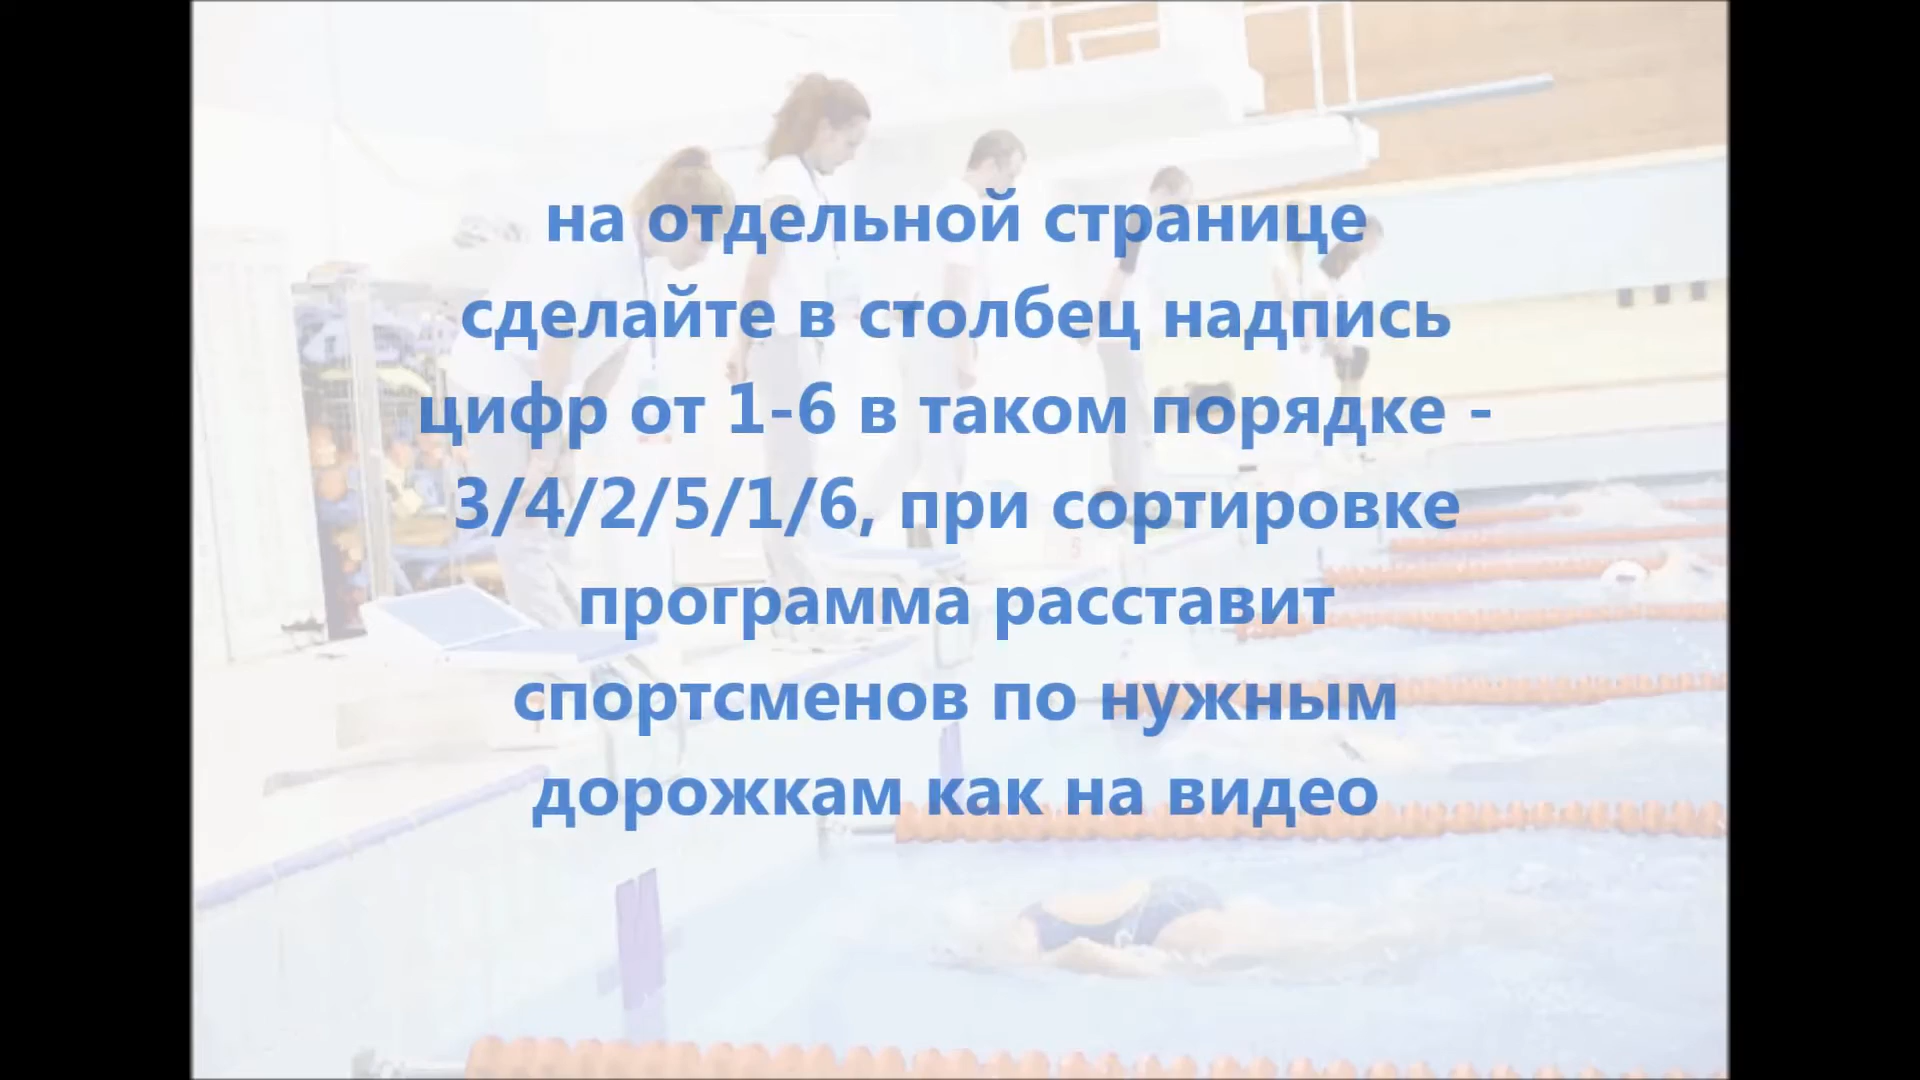 на отдельной странице
сделайте в столбец надпись
цифр от 1-6 в таком порядке -
3/4/2/5/1/6, при сортировке
программа расставит
спортсменов по нужным
дорожкам как на видео